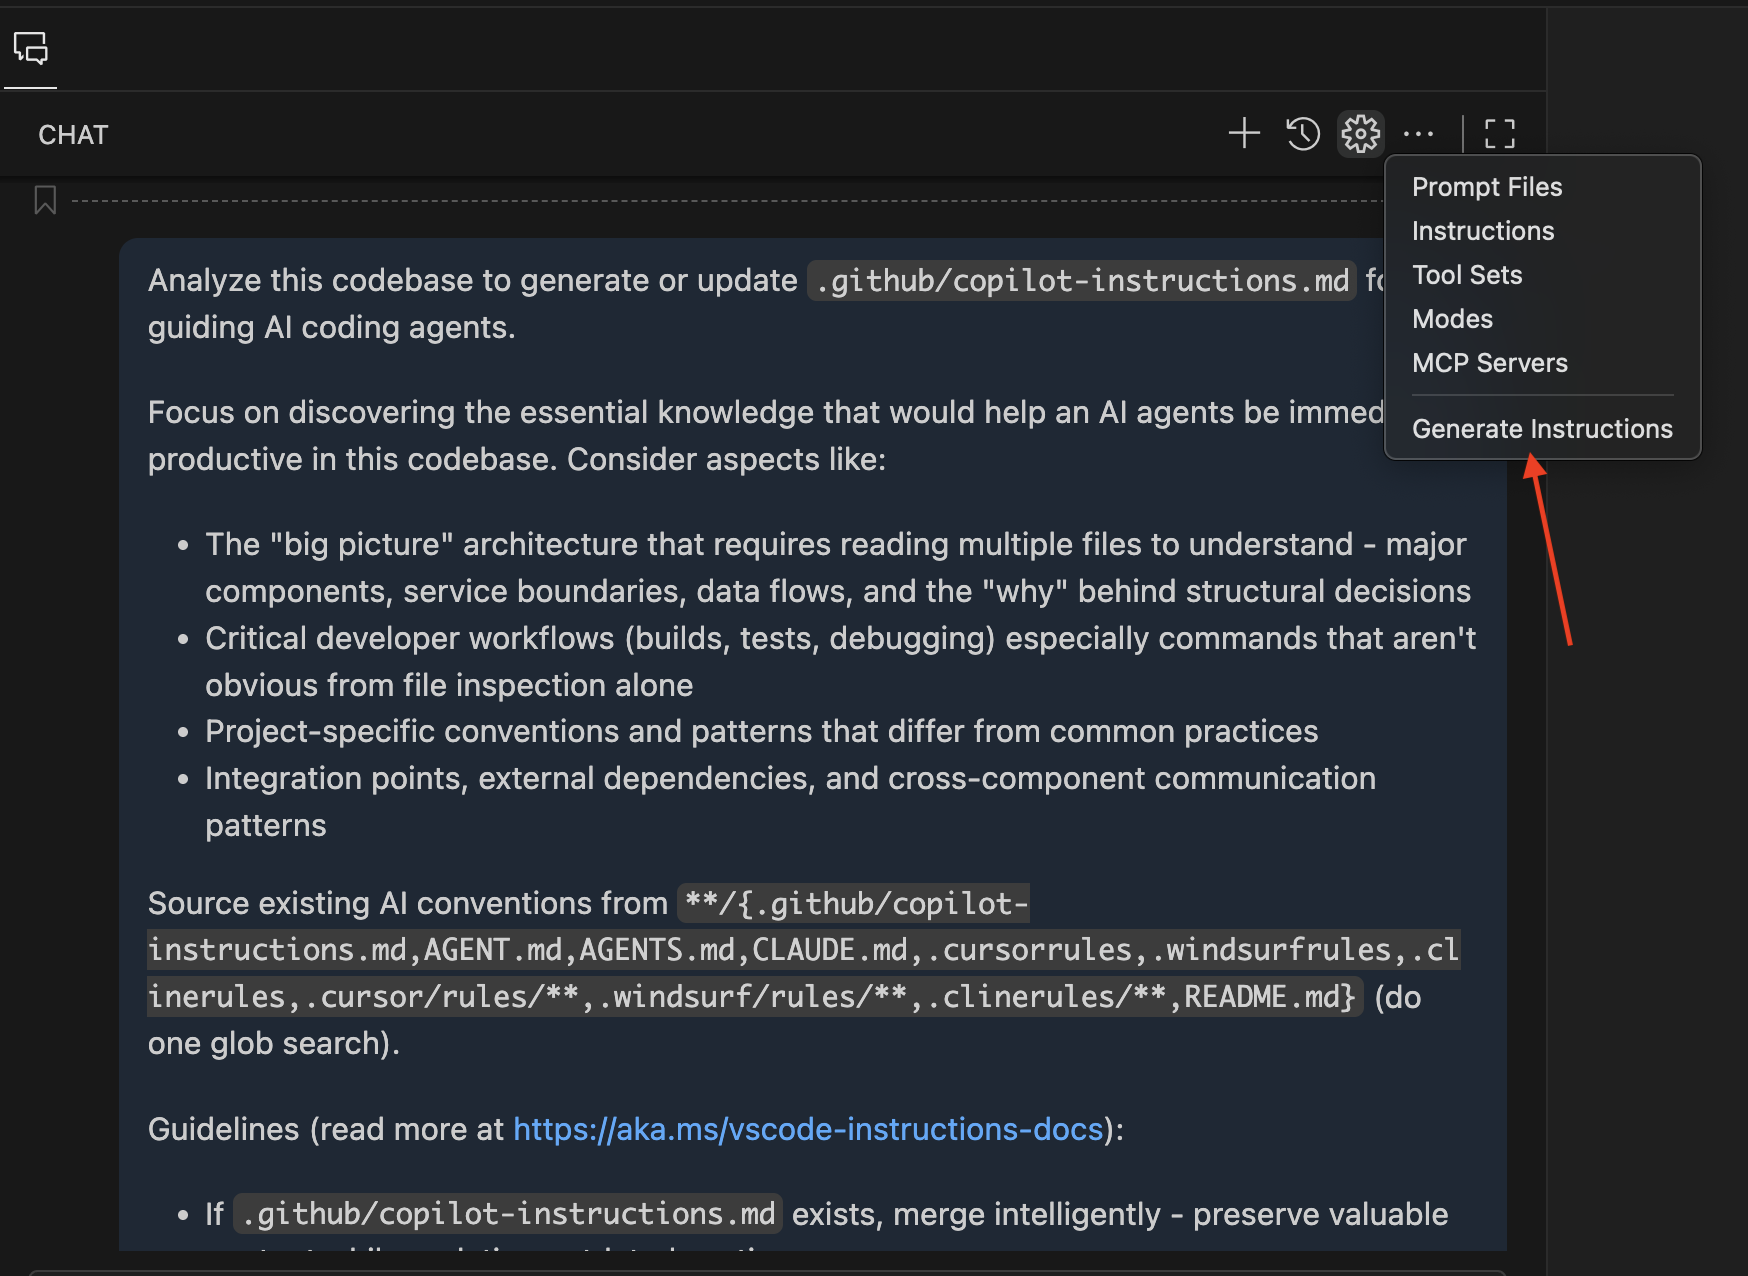 CHAT
Prompt Files
Instructions
Tool Sets
Modes
MCP Servers
Generate Instructions
Analyze this codebase to generate or update .github/copilot-instructions.md
guiding AI coding agents.
Focus on discovering the essential knowledge that would help an AI agents be
productive in this codebase. Consider aspects like:
• The "big picture" architecture that requires reading multiple files to understand - major
components, service boundaries, data flows, and the "why" behind structural decisions
• Critical developer workflows (builds, tests, debugging) especially commands that aren't
obvious from file inspection alone
• Project-specific conventions and patterns that differ from common practices
• Integration points, external dependencies, and cross-component communication
patterns
Source existing AI conventions from **/{.github/copilot-
instructions.md,AGENT.md,AGENTS.md,CLAUDE.md,.cursorrules,.windsurfrules,.cl
inerules,.cursor/rules/**,.windsurf/rules/**,.clinerules/**,README.md} (do
one glob search).
Guidelines (read more at https://aka.ms/vscode-instructions-docs):
• If .github/copilot-instructions.md exists, merge intelligently - preserve valuable